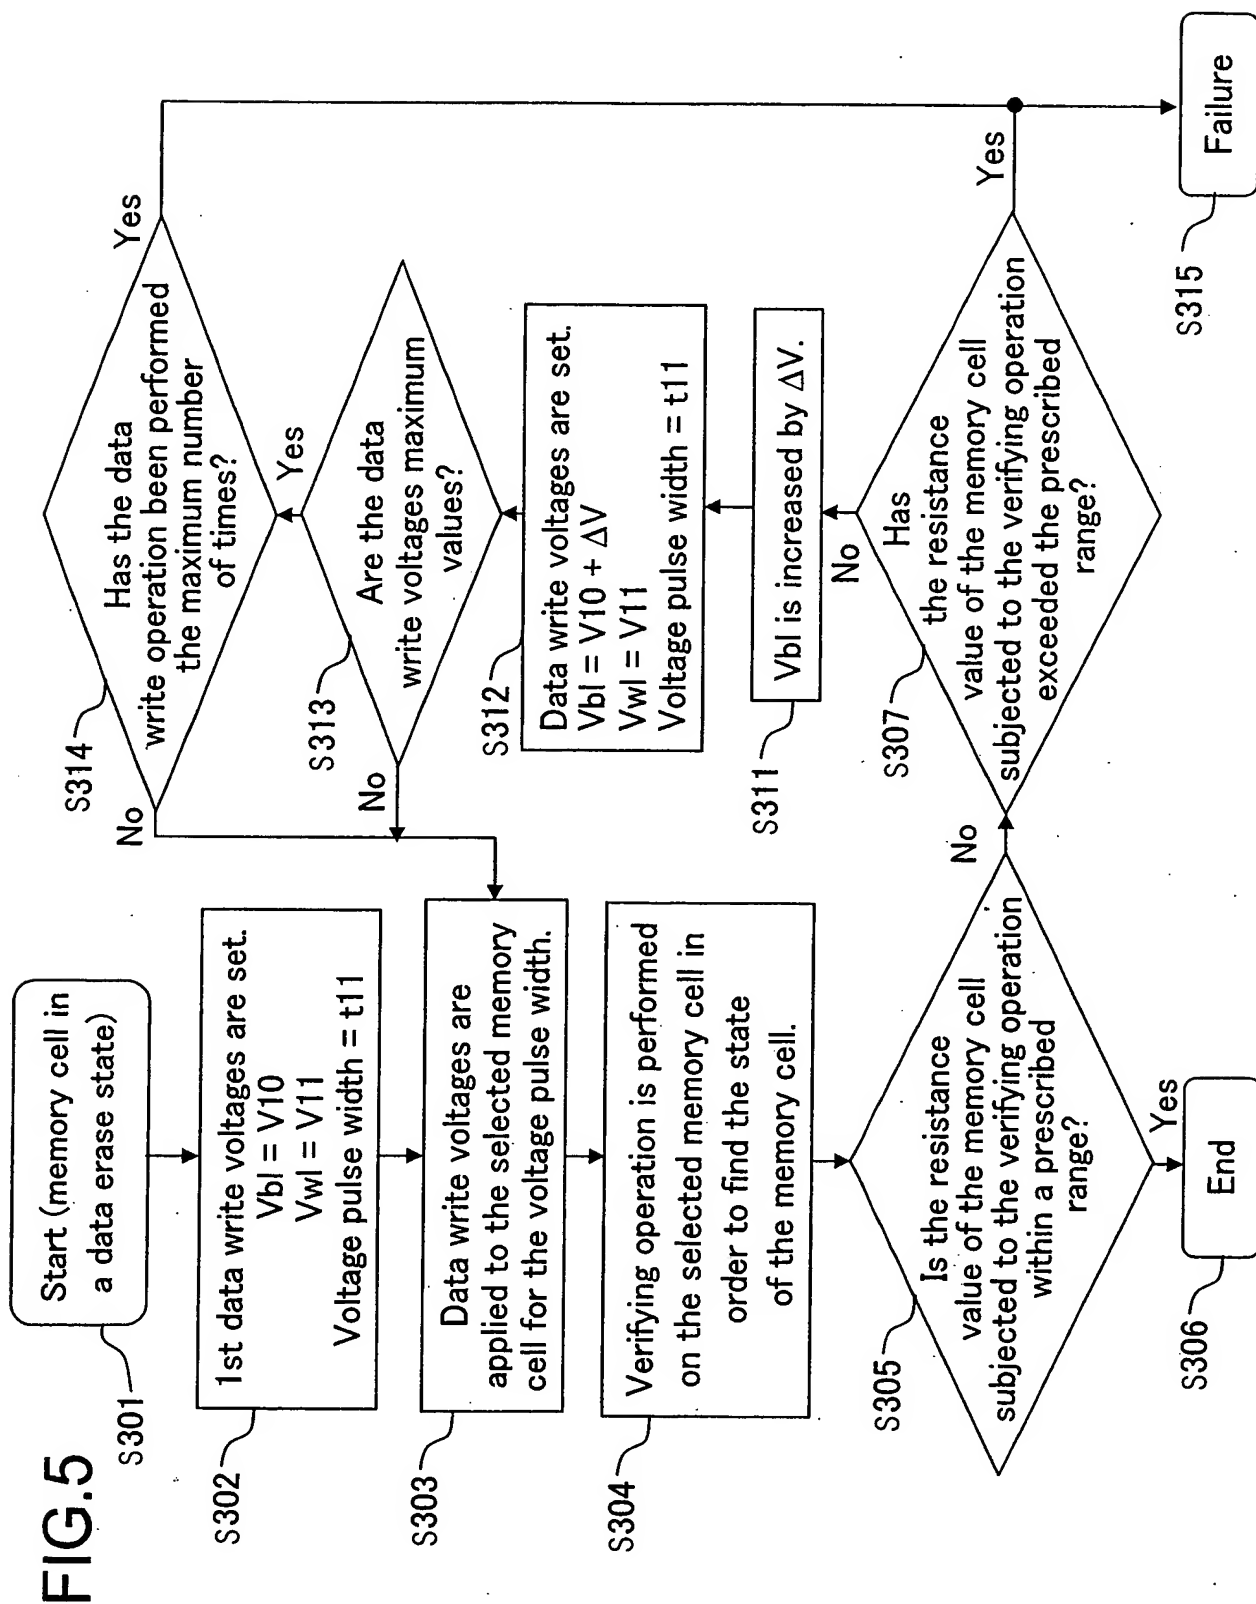 FIG.5
S301
Start (memory cell in
a data erase state)
S302
1st data write voltages are set.
Vbl = V10
Vwl = V11
Voltage pulse width = t11
S303
Data write voltages are
applied to the selected memory
cell for the voltage pulse width.
S304
Verifying operation is performed
on the selected memory cell in
order to find the state
of the memory cell.
S305
Is the resistance
value of the memory cell
subjected to the verifying operation
within a prescribed
range?
No
Yes
S306
End
S314
Has the data
write operation been performed
the maximum number
of times?
No
Yes
S313
Are the data
write voltages maximum
values?
No
Yes
S312
Data write voltages are set.
Vbl = V10 + ΔV
Vwl = V11
Voltage pulse width = t11
S311
Vbl is increased by ΔV.
S307
Has
the resistance
value of the memory cell
subjected to the verifying operation
exceeded the prescribed
range?
No
Yes
S315
Failure